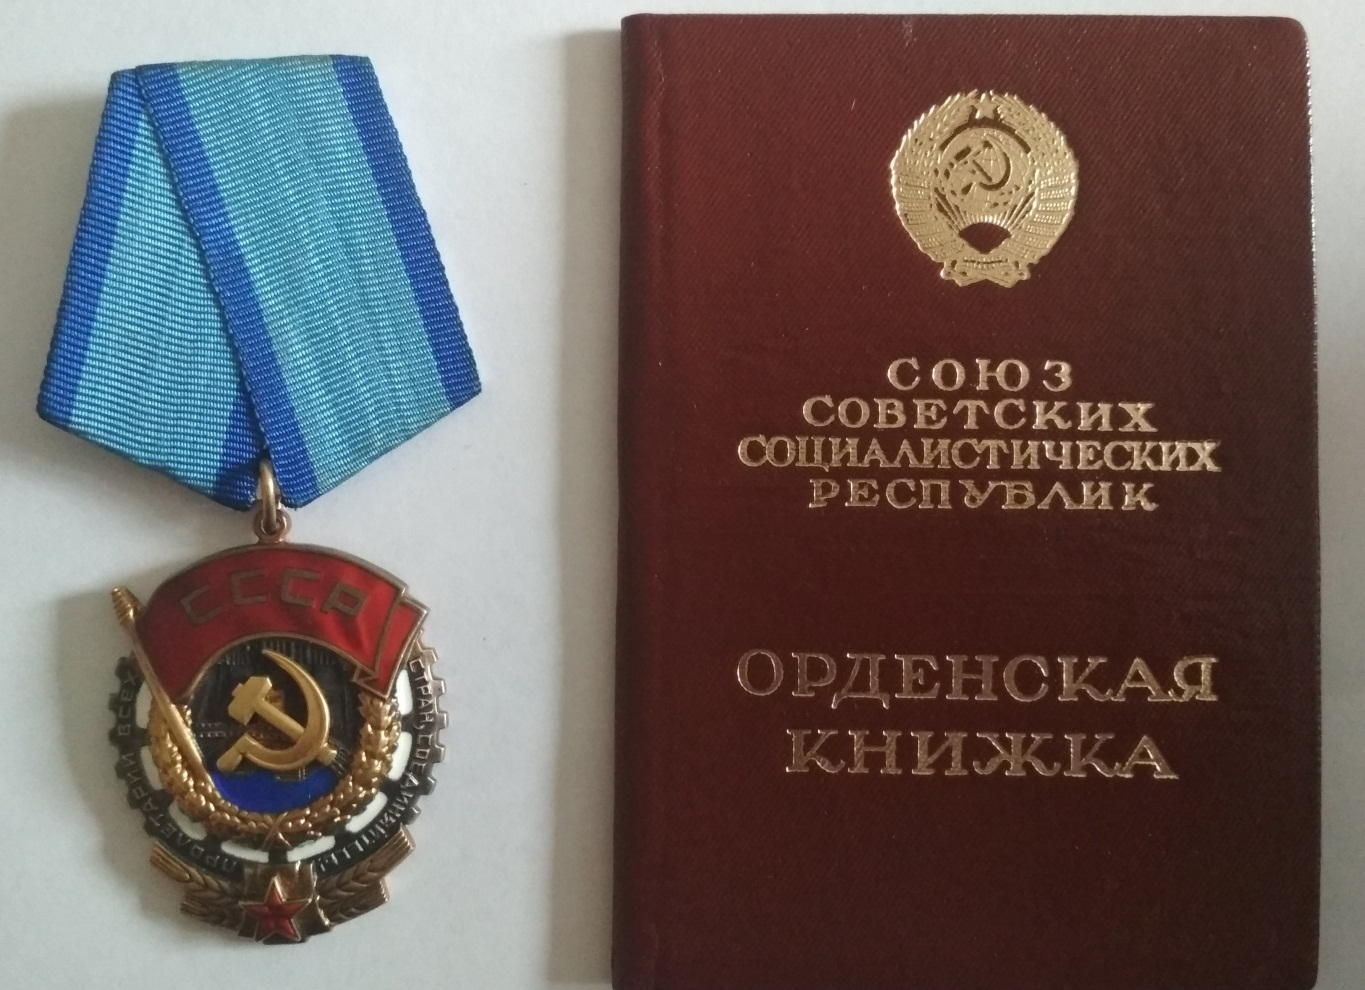 СССР
ПРОЛЕТАРИИ ВСЕХ СТРАН, СОЕДИНЯЙТЕСЬ!
СОЮЗ
СОВЕТСКИХ
СОЦИАЛИСТИЧЕСКИХ
РЕСПУБЛИК
ОРДЕНСКАЯ
КНИЖКА